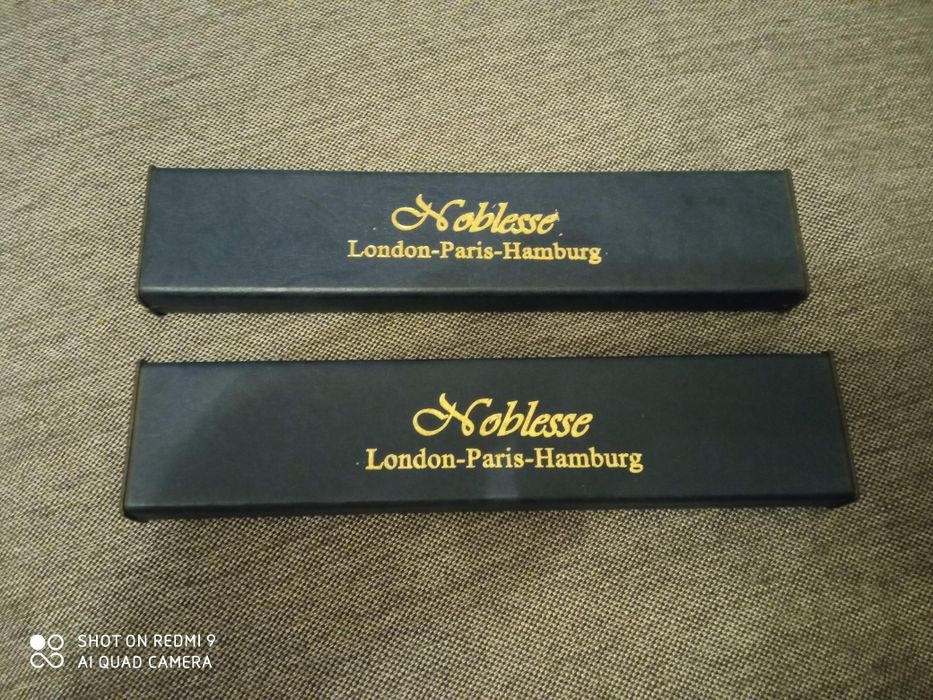 Noblesse
London-Paris-Hamburg
Noblesse
London-Paris-Hamburg
SHOT ON REDMI 9
AI QUAD CAMERA